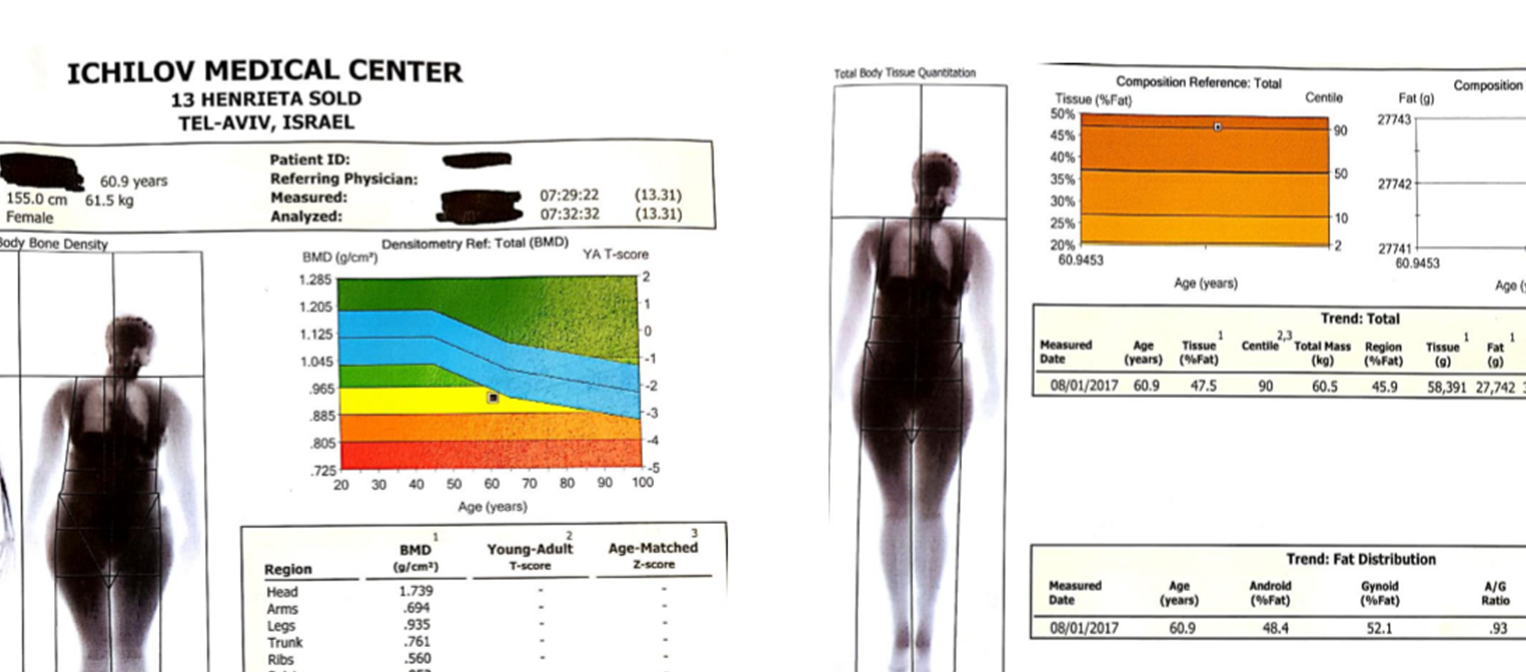 ICHILOV MEDICAL CENTER
13 HENRIETA SOLD
TEL-AVIV, ISRAEL
60.9 years
155.0 cm 61.5 kg
Female
Patient ID:
Referring Physician:
Measured: 07:29:22 (13.31)
Analyzed: 07:32:32 (13.31)
Body Bone Density
Densitometry Ref: Total (BMD)
BMD (g/cm²) YA T-score
1.285 2
1.205 1
1.125 0
1.045 -1
.965 -2
.885 -3
.805 -4
.725 -5
20 30 40 50 60 70 80 90 100
Age (years)
Region BMD 1 (g/cm²) Young-Adult 2 T-score Age-Matched 3 Z-score
Head 1.739 - -
Arms .694 - -
Legs .935 - -
Trunk .761 - -
Ribs .560 - -
Total Body Tissue Quantitation
Composition Reference: Total
Tissue (%Fat) Centile
50%
45% 90
40%
35% 50
30%
25% 10
20% 2
60.9453
Age (years)
Composition
Fat (g)
27743
27742
27741
60.9453
Age (y
Trend: Total
Measured Date Age (years) Tissue 1 (%Fat) Centile 2,3 Total Mass (kg) Region (%Fat) Tissue 1 (g) Fat 1 (g)
08/01/2017 60.9 47.5 90 60.5 45.9 58,391 27,742
Trend: Fat Distribution
Measured Date Age (years) Android (%Fat) Gynoid (%Fat) A/G Ratio
08/01/2017 60.9 48.4 52.1 .93